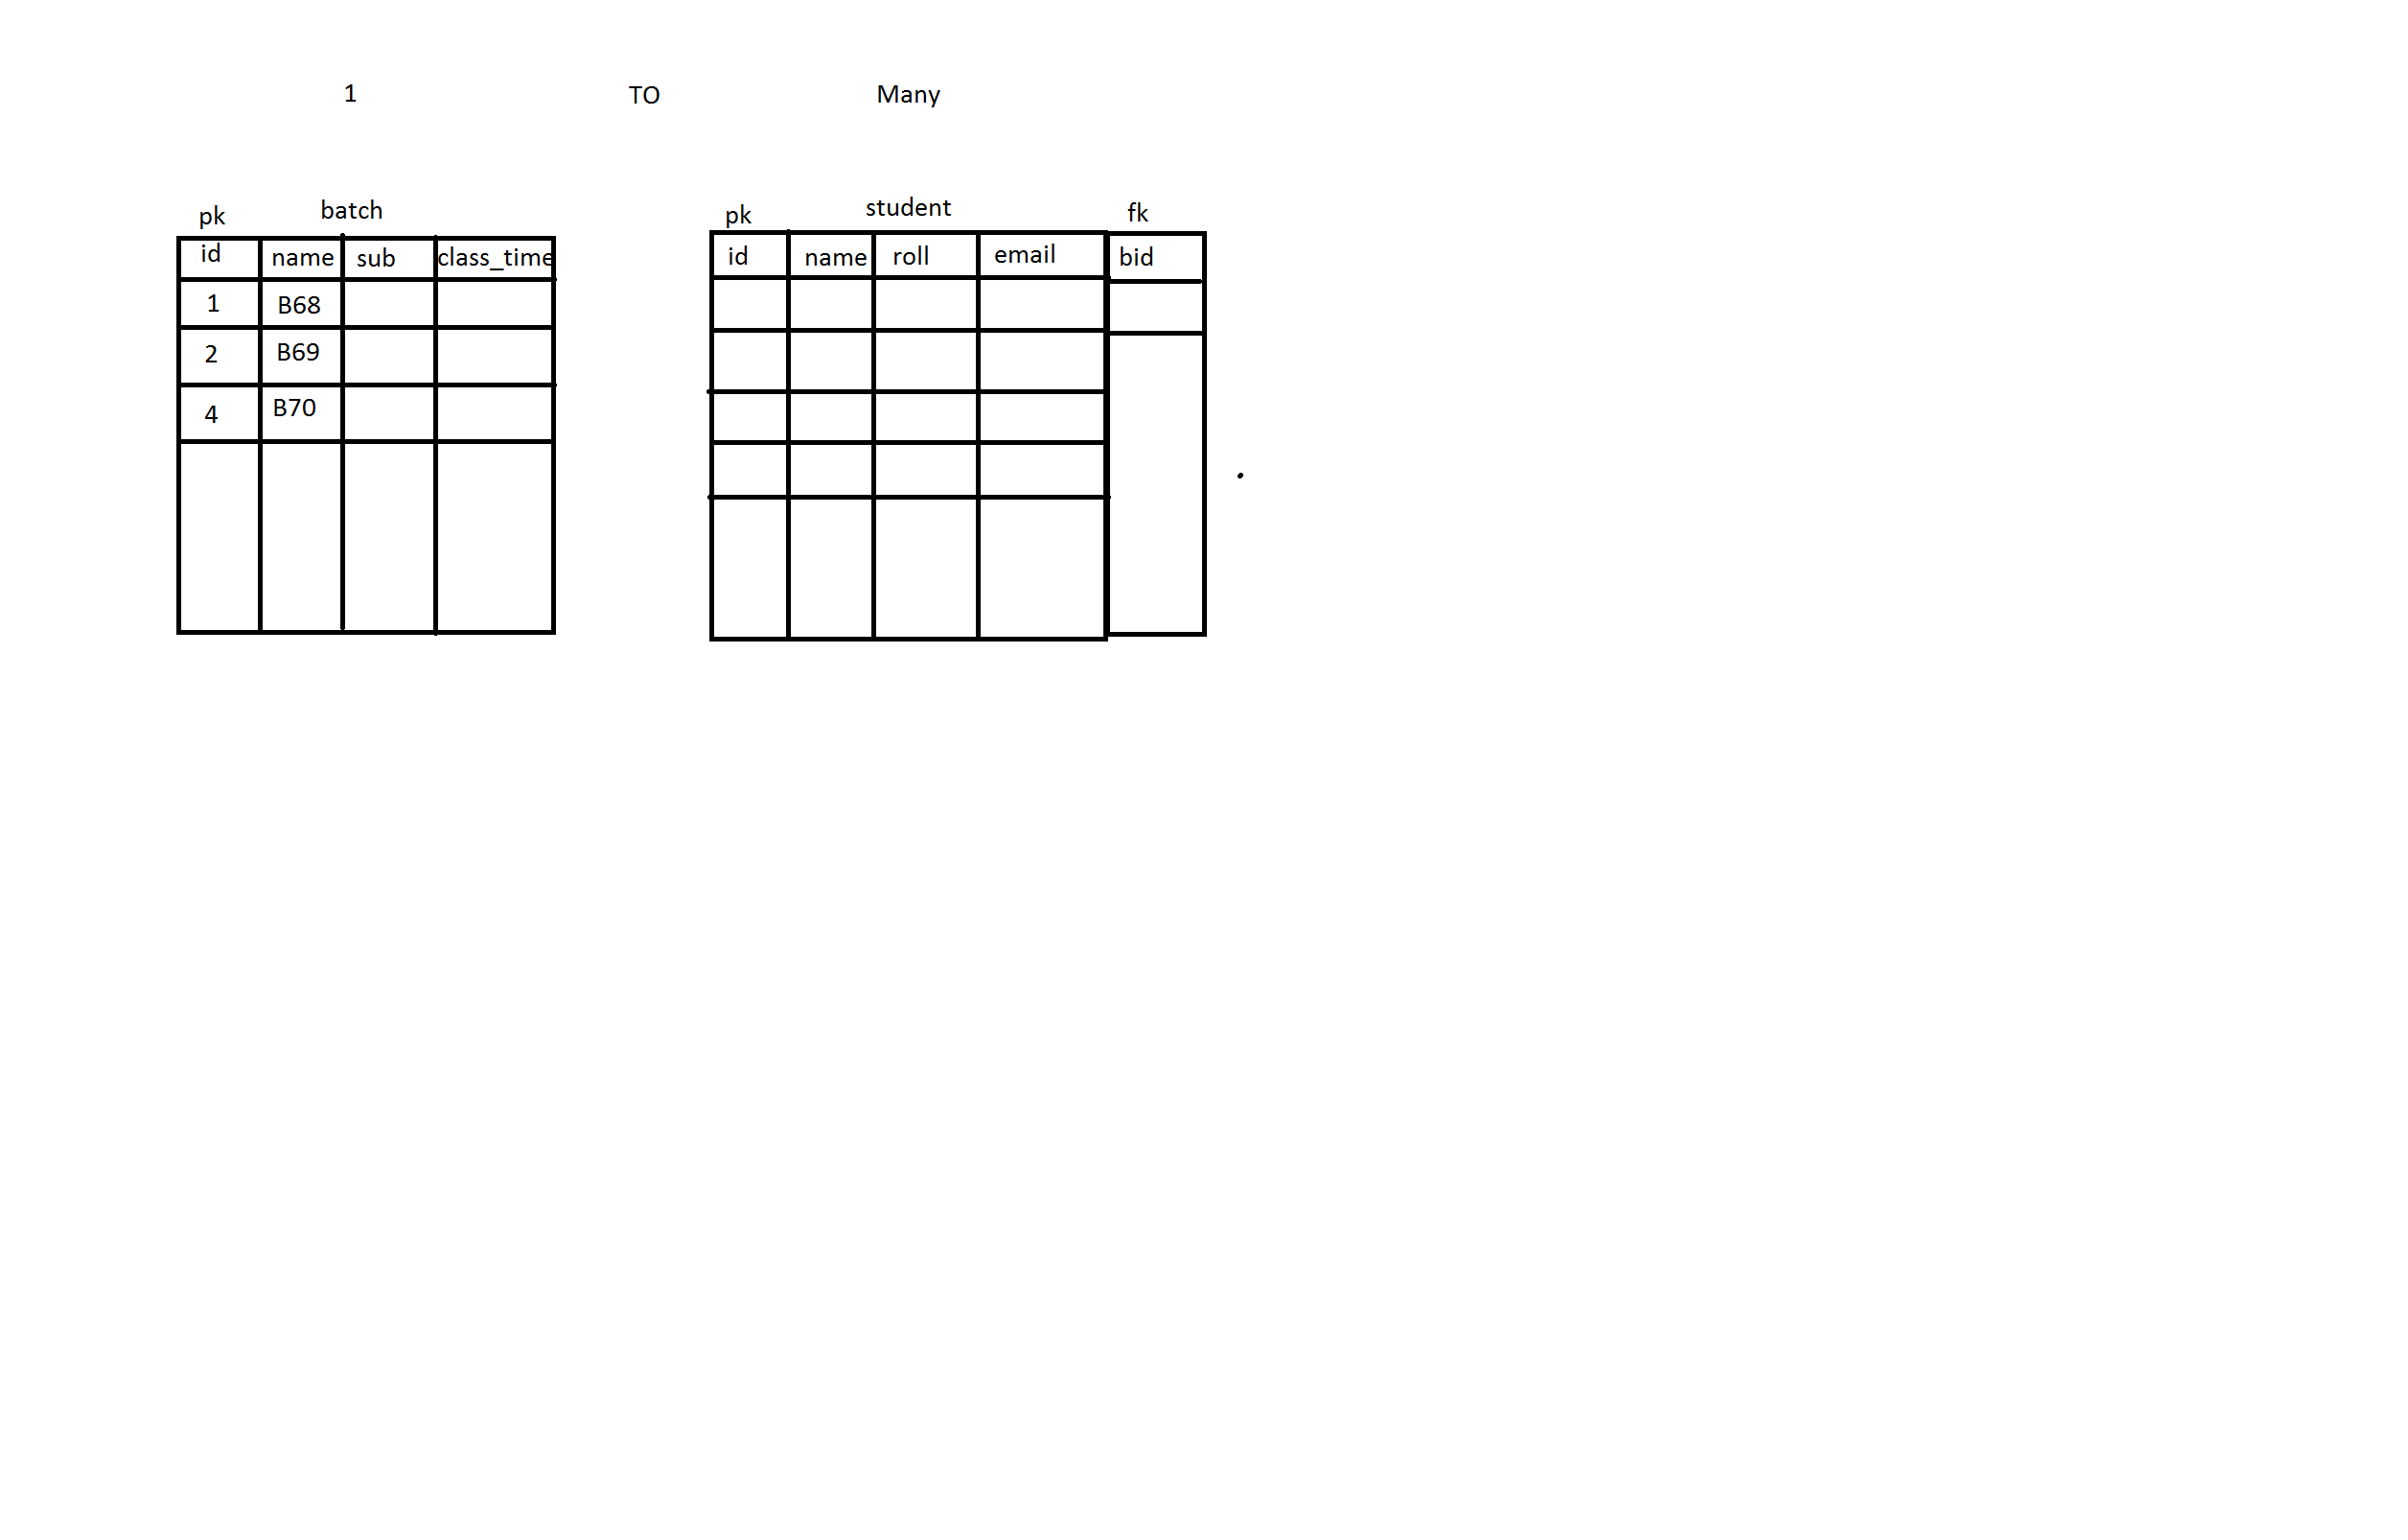 1 TO Many
pk batch
id name sub class_time
1 B68
2 B69
4 B70
pk student fk
id name roll email bid